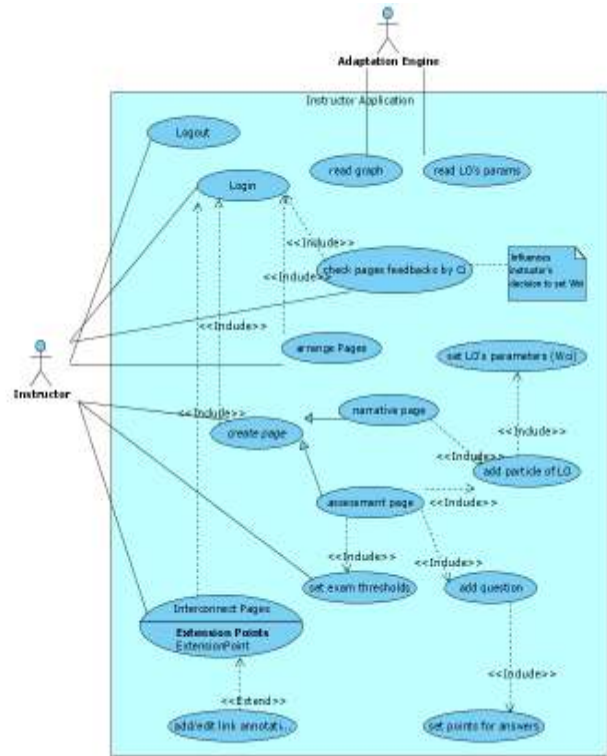 Adaptation Engine
Instructor Application
Logout
read graph
read LO's params
Login
<<Include>>
check pages feedbacks by Ci
Influences
instructor's
decision to set Wci
<<Include>>
<<Include>>
arrange Pages
set LO's parameters (Wci)
Instructor
<<Include>>
narrative page
create page
<<Include>>
<<Include>>
add particle of LO
assessment page
<<Include>>
<<Include>>
<<Include>>
set exam thresholds
add question
Interconnect Pages
Extension Points
ExtensionPoint
<<Include>>
<<Extend>>
add/edit link annotati...
set points for answers